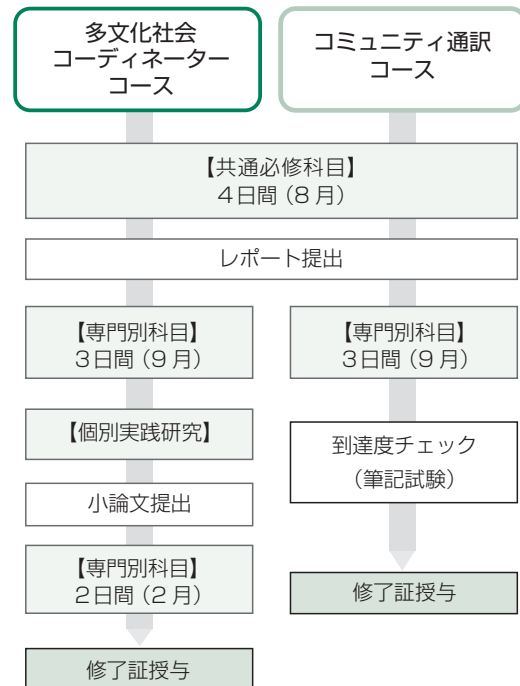 多文化社会
コーディネーター
コース
コミュニティ通訳
コース
【共通必修科目】
4日間(8月)
レポート提出
【専門別科目】
3日間(9月)
【専門別科目】
3日間(9月)
【個別実践研究】
到達度チェック
(筆記試験)
小論文提出
【専門別科目】
2日間(2月)
修了証授与
修了証授与